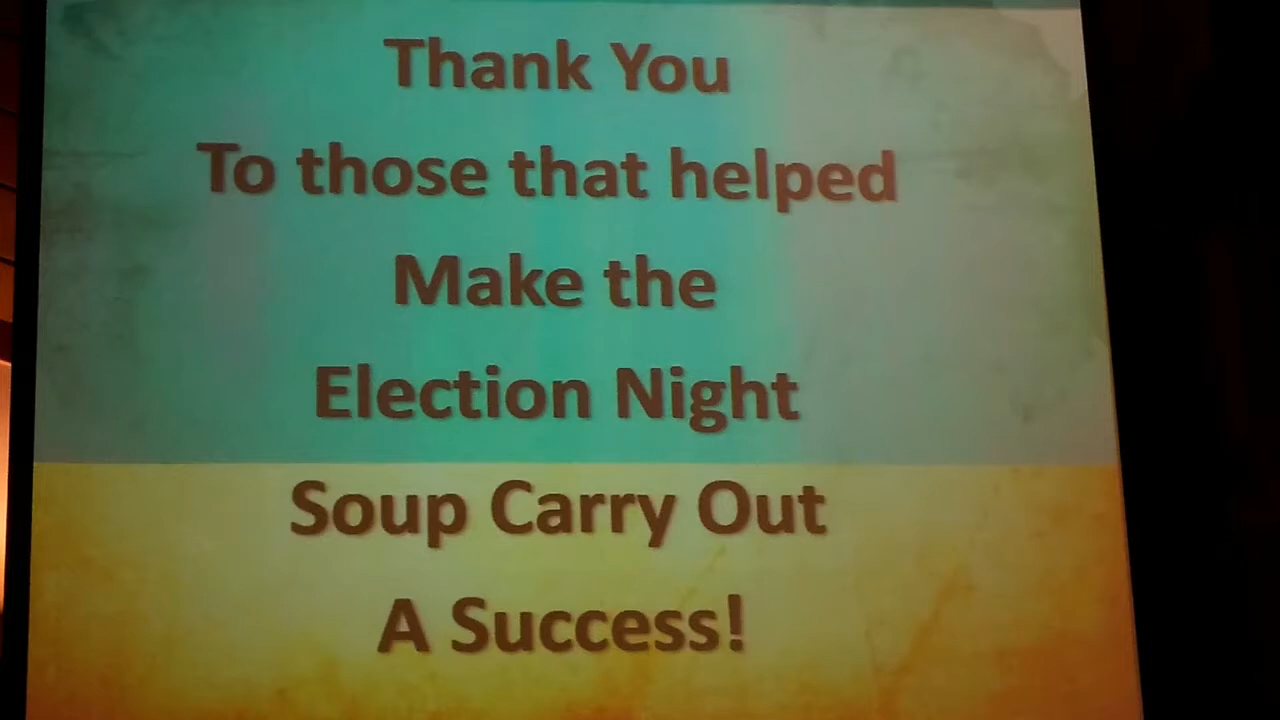 Thank You
To those that helped
Make the
Election Night
Soup Carry Out
A Success!